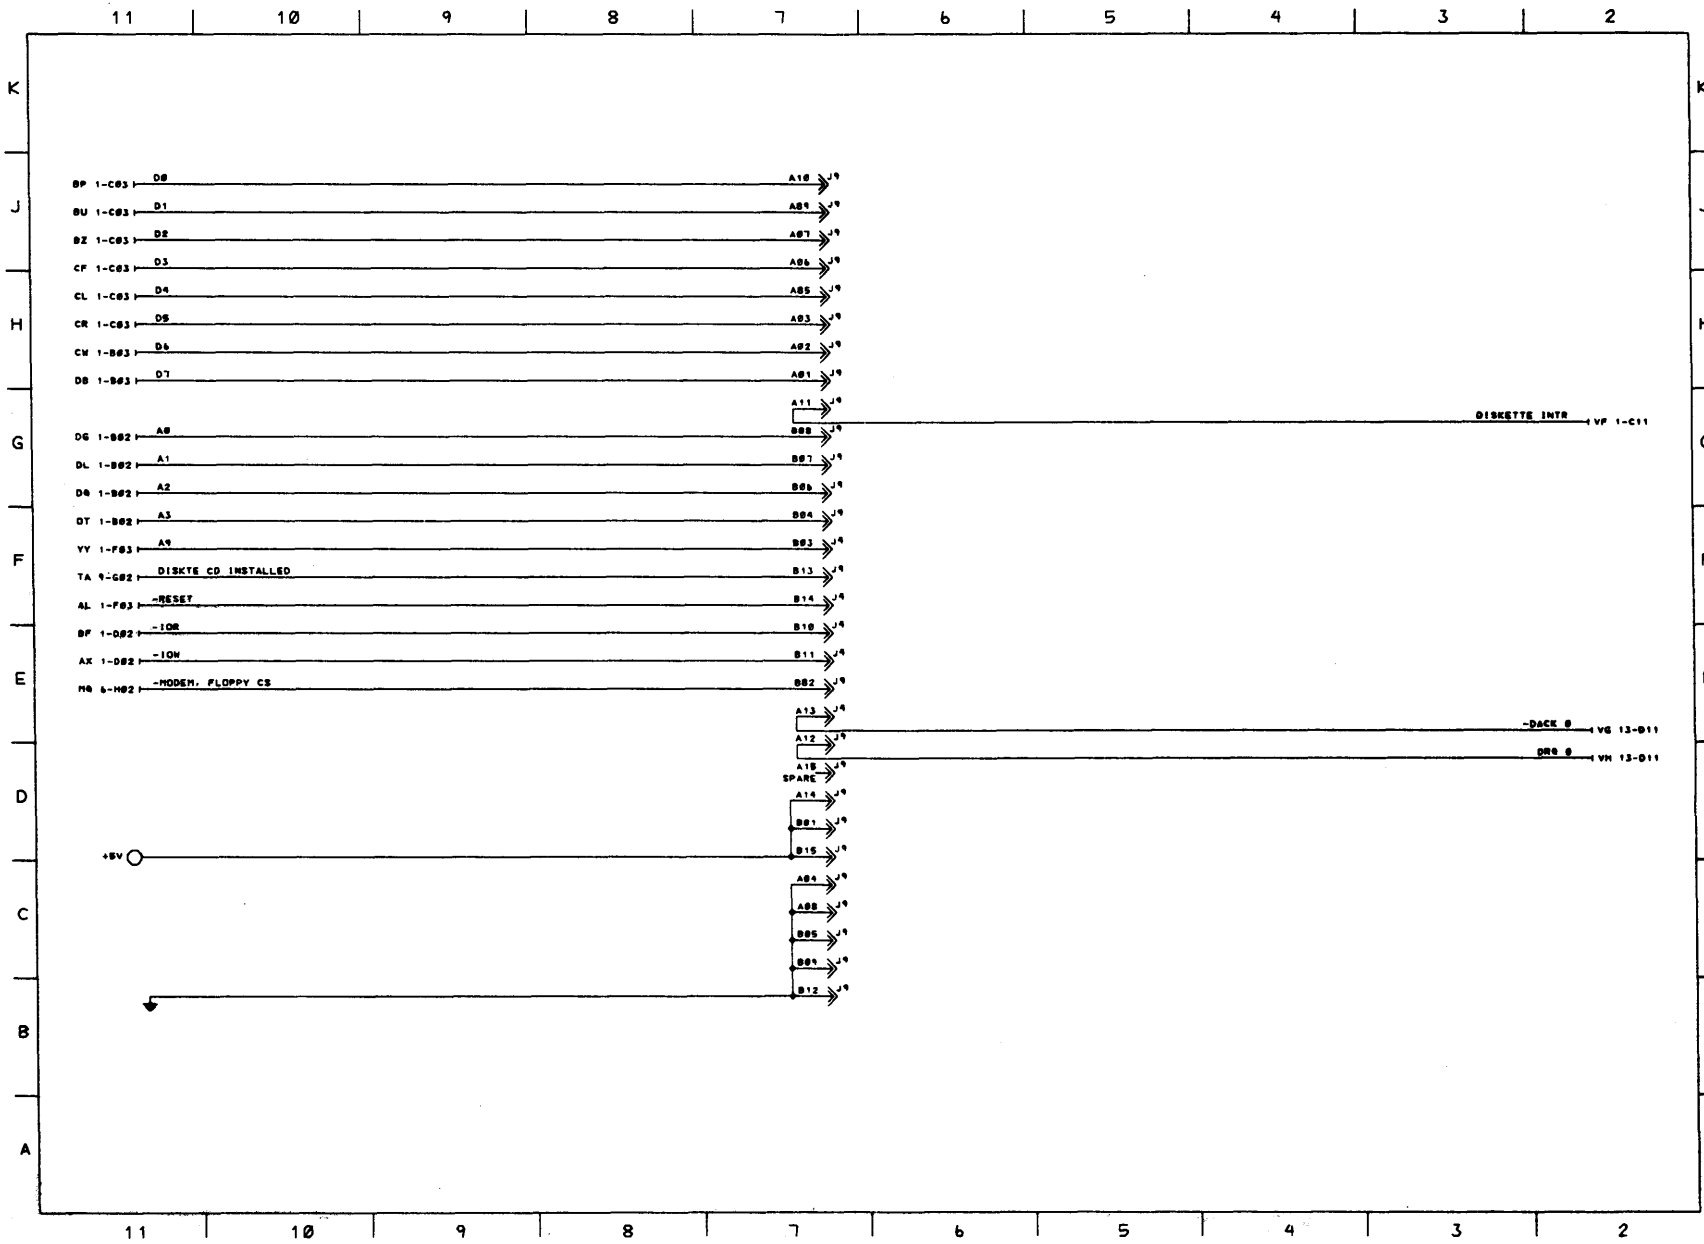 11 10 9 8 7 6 5 4 3 2
K K
BP 1-C03 D0 A10 J9
J
BU 1-C03 D1 A09 J9
BZ 1-C03 D2 A07 J9
CF 1-C03 D3 A06 J9
CL 1-C03 D4 A05 J9
H
CR 1-C03 D5 A03 J9
CW 1-B03 D6 A02 J9
DB 1-B03 D7 A01 J9
A11 J9
DISKETTE INTR VF 1-C11
G
DG 1-B02 A0 B08 J9
DL 1-B02 A1 B07 J9
DQ 1-B02 A2 B06 J9
DT 1-B02 A3 B04 J9
F
YY 1-F03 A9 B03 J9
TA 9-G02 DISKTE CD INSTALLED B13 J9
AL 1-F03 -RESET B14 J9
BF 1-D02 -IOR B10 J9
AX 1-D02 -IOW B11 J9
E
MQ 6-H02 -MODEM, FLOPPY CS B02 J9
A13 J9
-DACK 0 VG 13-D11
A12 J9
DRQ 0 VH 13-D11
A15 J9
SPARE
D
A14 J9
B01 J9
+5V B15 J9
A04 J9
C
A08 J9
B05 J9
B09 J9
B12 J9
B
A
11 10 9 8 7 6 5 4 3 2